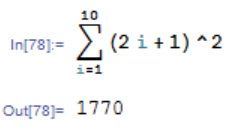 10
In[78]:= ∑ (2 i + 1) ^ 2
i=1
Out[78]= 1770